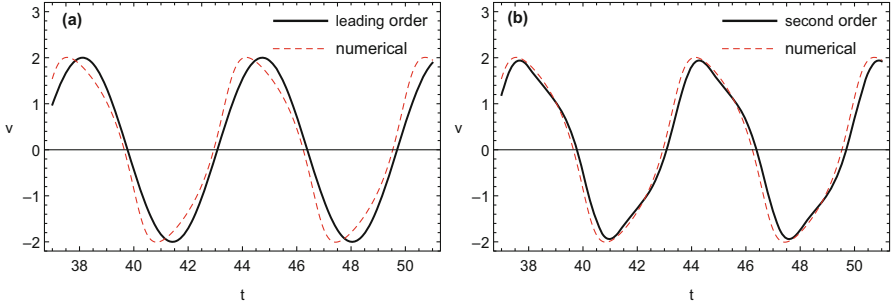 (a)
leading order
numerical
3
2
1
0
−1
−2
v
38
40
42
44
46
48
50
t
(b)
second order
numerical
3
2
1
0
−1
−2
v
38
40
42
44
46
48
50
t